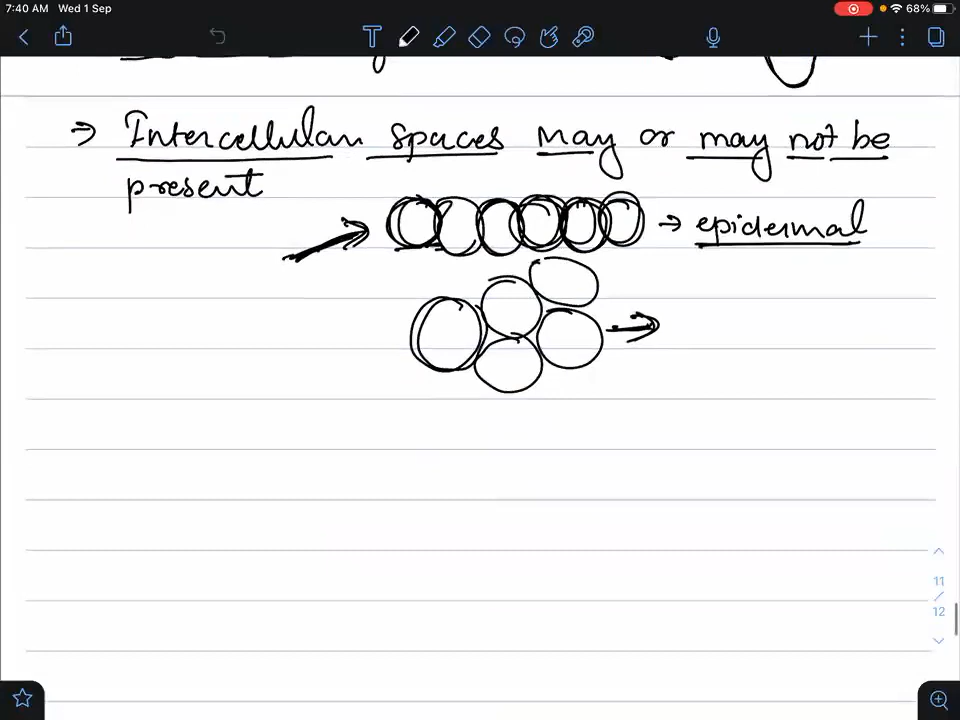 7:40 AM Wed 1 Sep
68%
T
⇒ Intercellular spaces may or may not be
present
→ epidermal
11
/
12